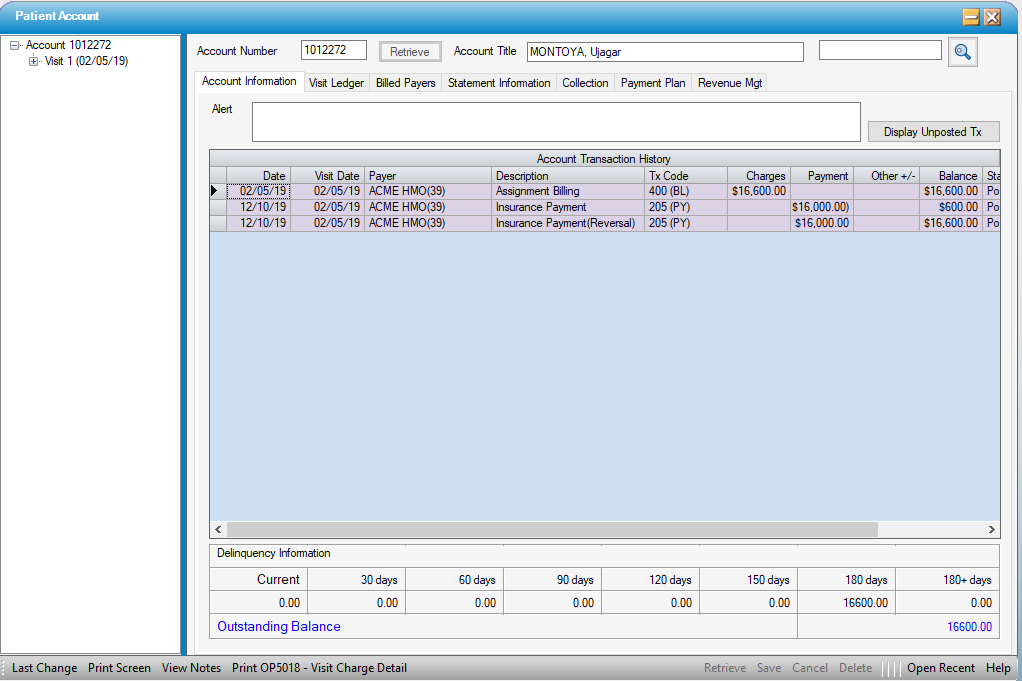 Patient Account
Account 1012272
Visit 1 (02/05/19)
Account Number 1012272 Retrieve Account Title MONTOYA, Ujagar
Account Information Visit Ledger Billed Payers Statement Information Collection Payment Plan Revenue Mgt
Alert
Display Unposted Tx
Account Transaction History
Date Visit Date Payer Description Tx Code Charges Payment Other +/- Balance Sta
02/05/19 02/05/19 ACME HMO(39) Assignment Billing 400 (BL) $16,600.00 $16,600.00 Po
12/10/19 02/05/19 ACME HMO(39) Insurance Payment 205 (PY) $16,000.00) $600.00 Po
12/10/19 02/05/19 ACME HMO(39) Insurance Payment(Reversal) 205 (PY) $16,000.00 $16,600.00 Po
Delinquency Information
Current 30 days 60 days 90 days 120 days 150 days 180 days 180+ days
0.00 0.00 0.00 0.00 0.00 0.00 16600.00 0.00
Outstanding Balance 16600.00
Last Change Print Screen View Notes Print OP5018 - Visit Charge Detail Retrieve Save Cancel Delete Open Recent Help